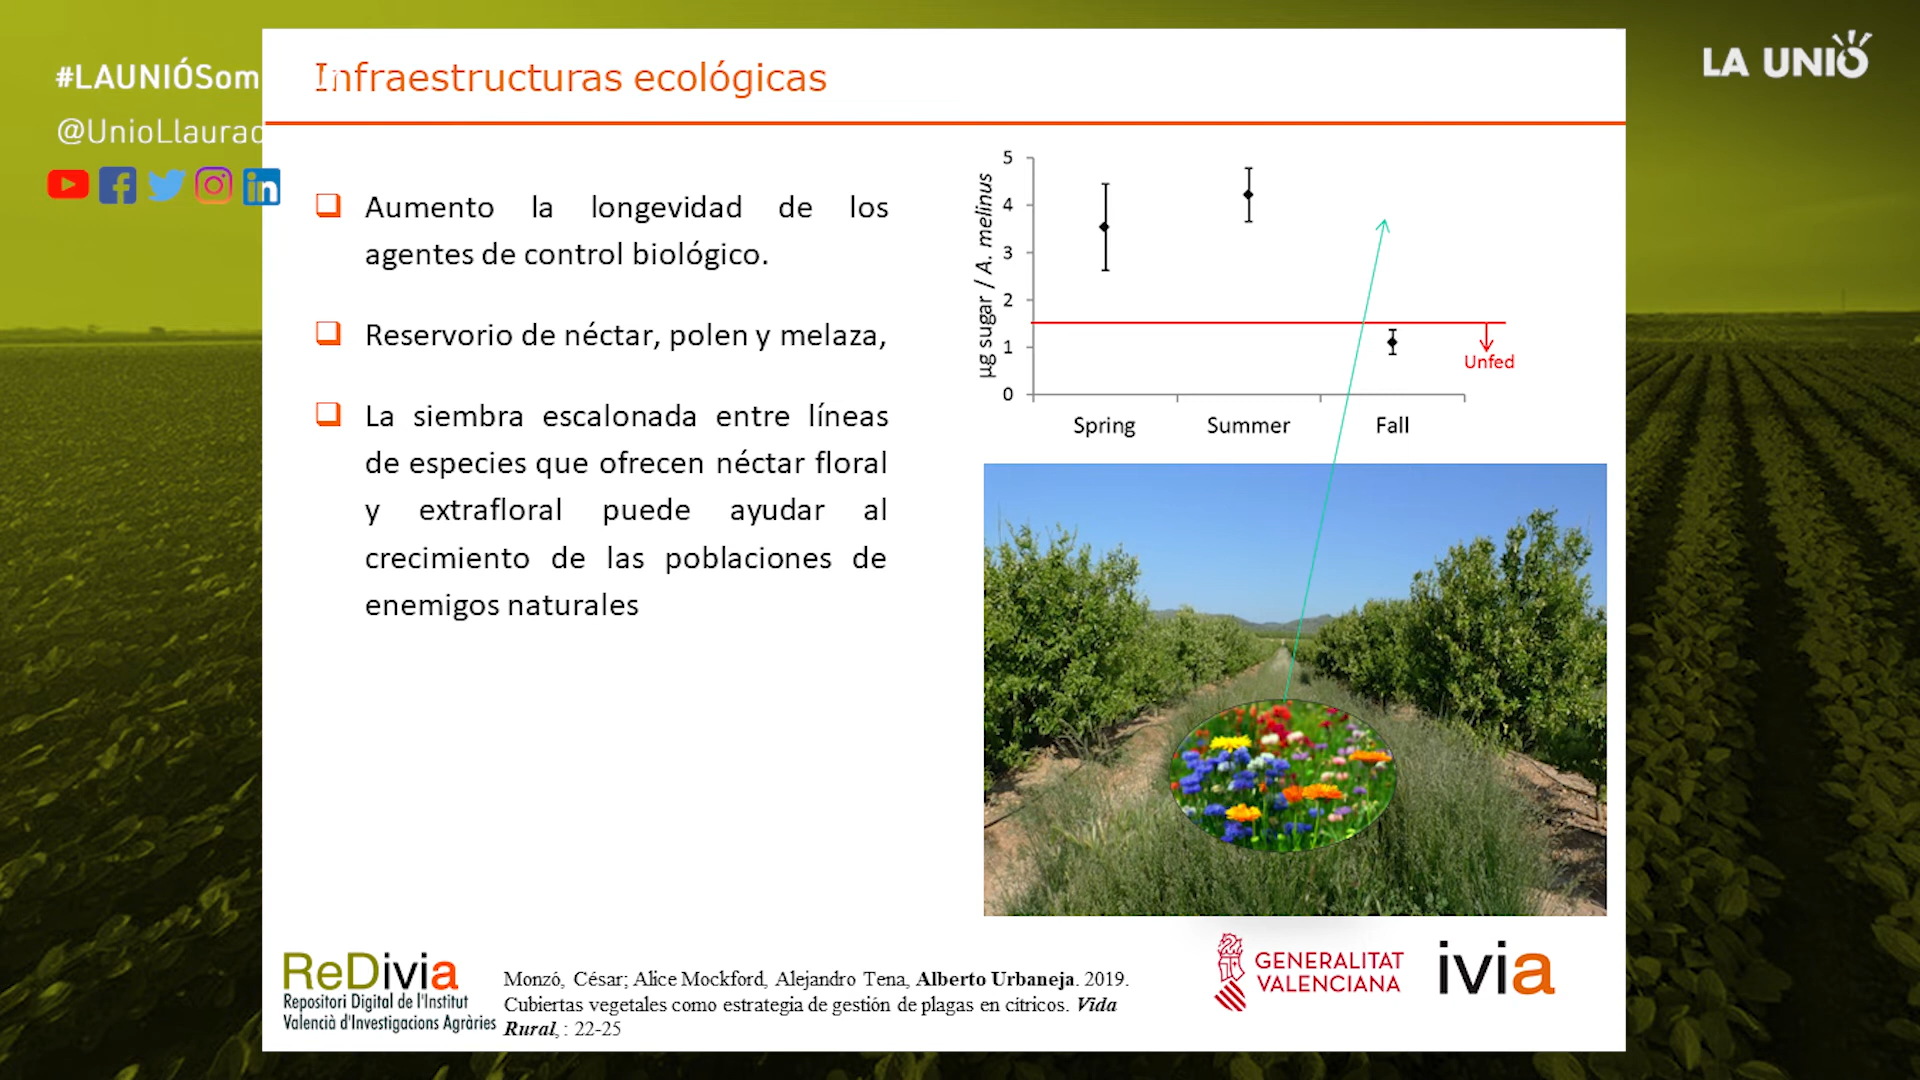 #LAUNIÓSom
@UnioLlaurad
LA UNIÓ
Infraestructuras ecológicas
Aumento la longevidad de los
agentes de control biológico.
Reservorio de néctar, polen y melaza,
La siembra escalonada entre líneas
de especies que ofrecen néctar floral
y extrafloral puede ayudar al
crecimiento de las poblaciones de
enemigos naturales
µg sugar / A. melinus
5
4
3
2
1
0
Unfed
Spring Summer Fall
ReDivia
Repositori Digital de l'Institut
Valencià d'Investigacions Agràries
Monzó, César; Alice Mockford, Alejandro Tena, Alberto Urbaneja. 2019.
Cubiertas vegetales como estrategia de gestión de plagas en cítricos. Vida
Rural, : 22-25
GENERALITAT
VALENCIANA
ivia